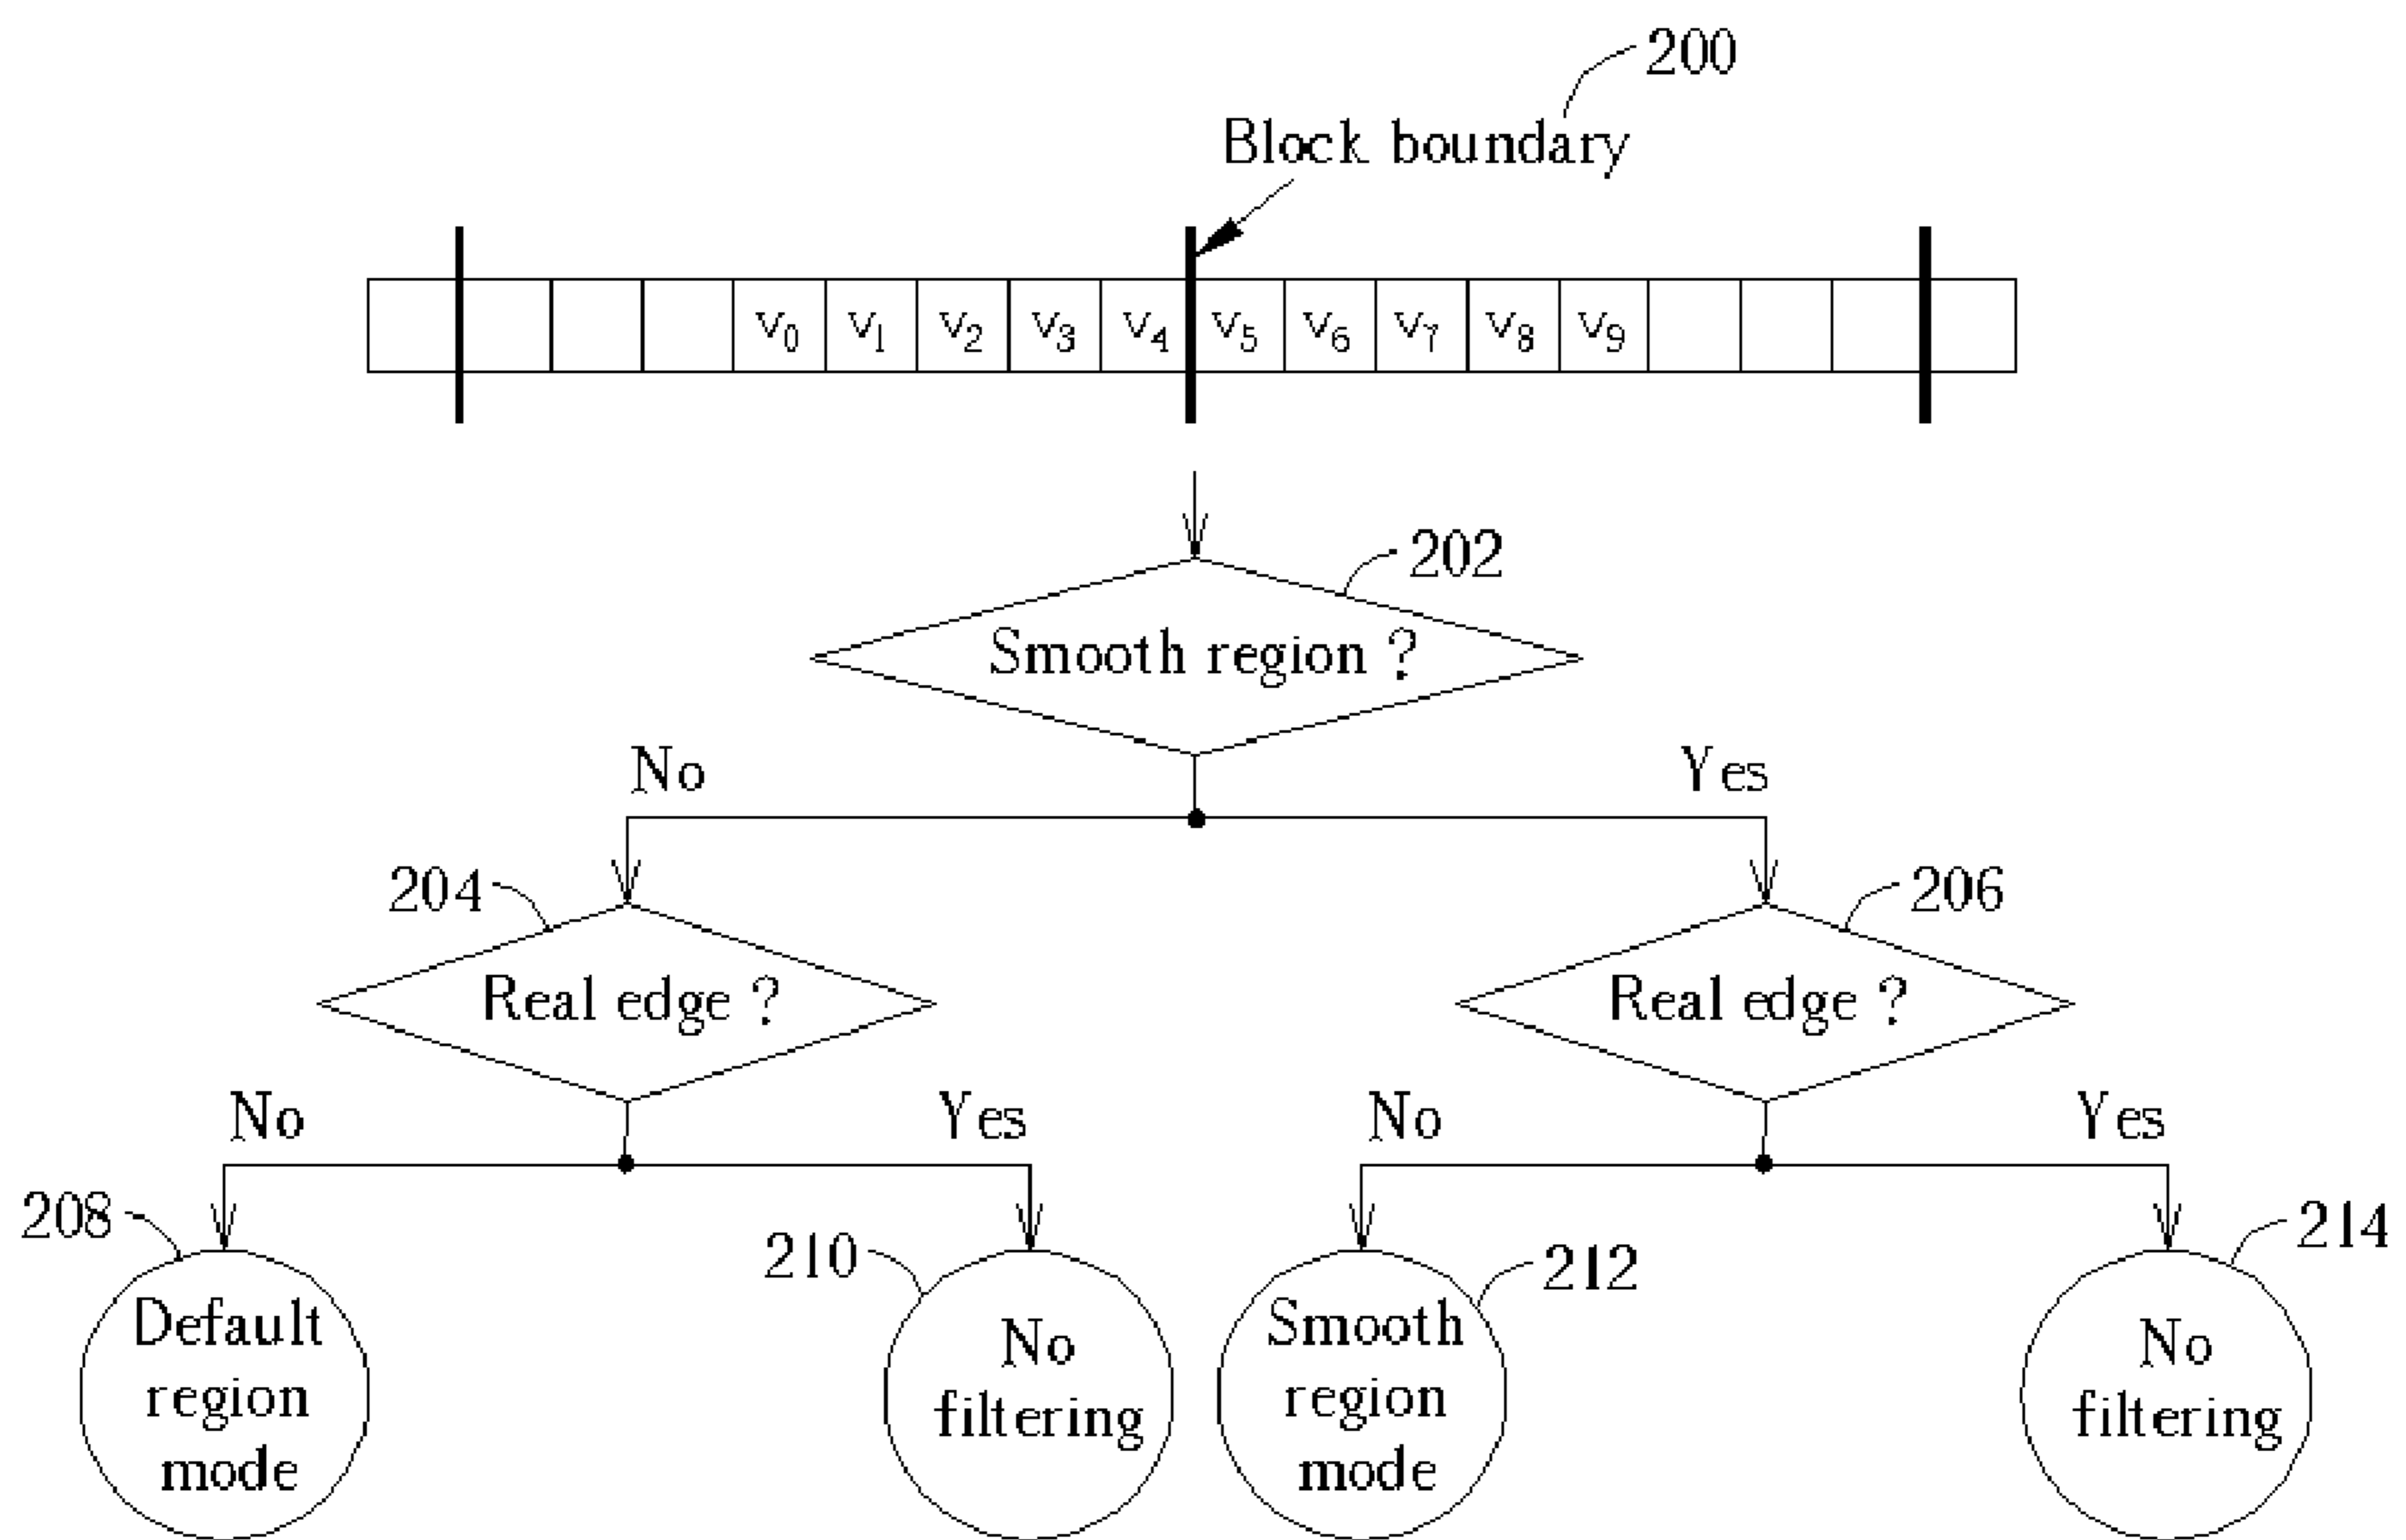 200
Block boundary
v0 v1 v2 v3 v4 v5 v6 v7 v8 v9
202
Smooth region ?
No Yes
204 206
Real edge ? Real edge ?
No Yes No Yes
208 210 212 214
Default
region
mode
No
filtering
Smooth
region
mode
No
filtering